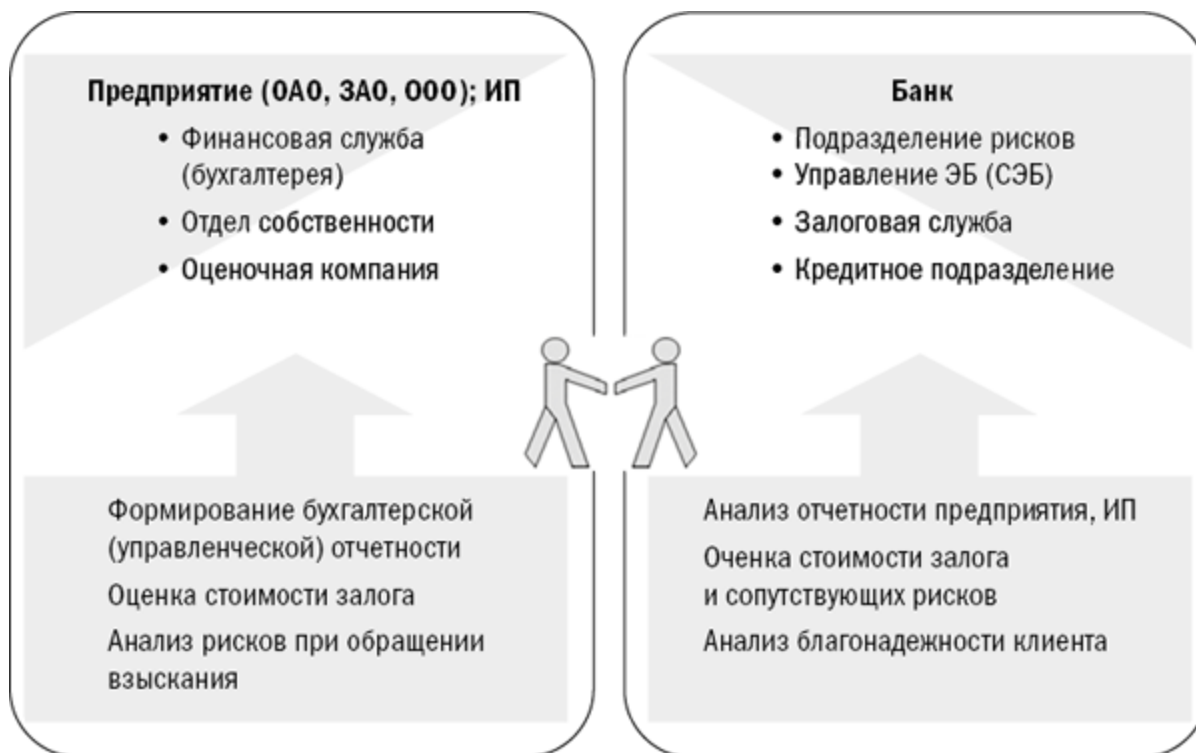 Предприятие (ОАО, ЗАО, ООО); ИП
• Финансовая служба
(бухгалтерея)
• Отдел собственности
• Оценочная компания
Формирование бухгалтерской
(управленческой) отчетности
Оценка стоимости залога
Анализ рисков при обращении
взыскания
Банк
• Подразделение рисков
• Управление ЭБ (СЭБ)
• Залоговая служба
• Кредитное подразделение
Анализ отчетности предприятия, ИП
Оченка стоимости залога
и сопутствующих рисков
Анализ благонадежности клиента